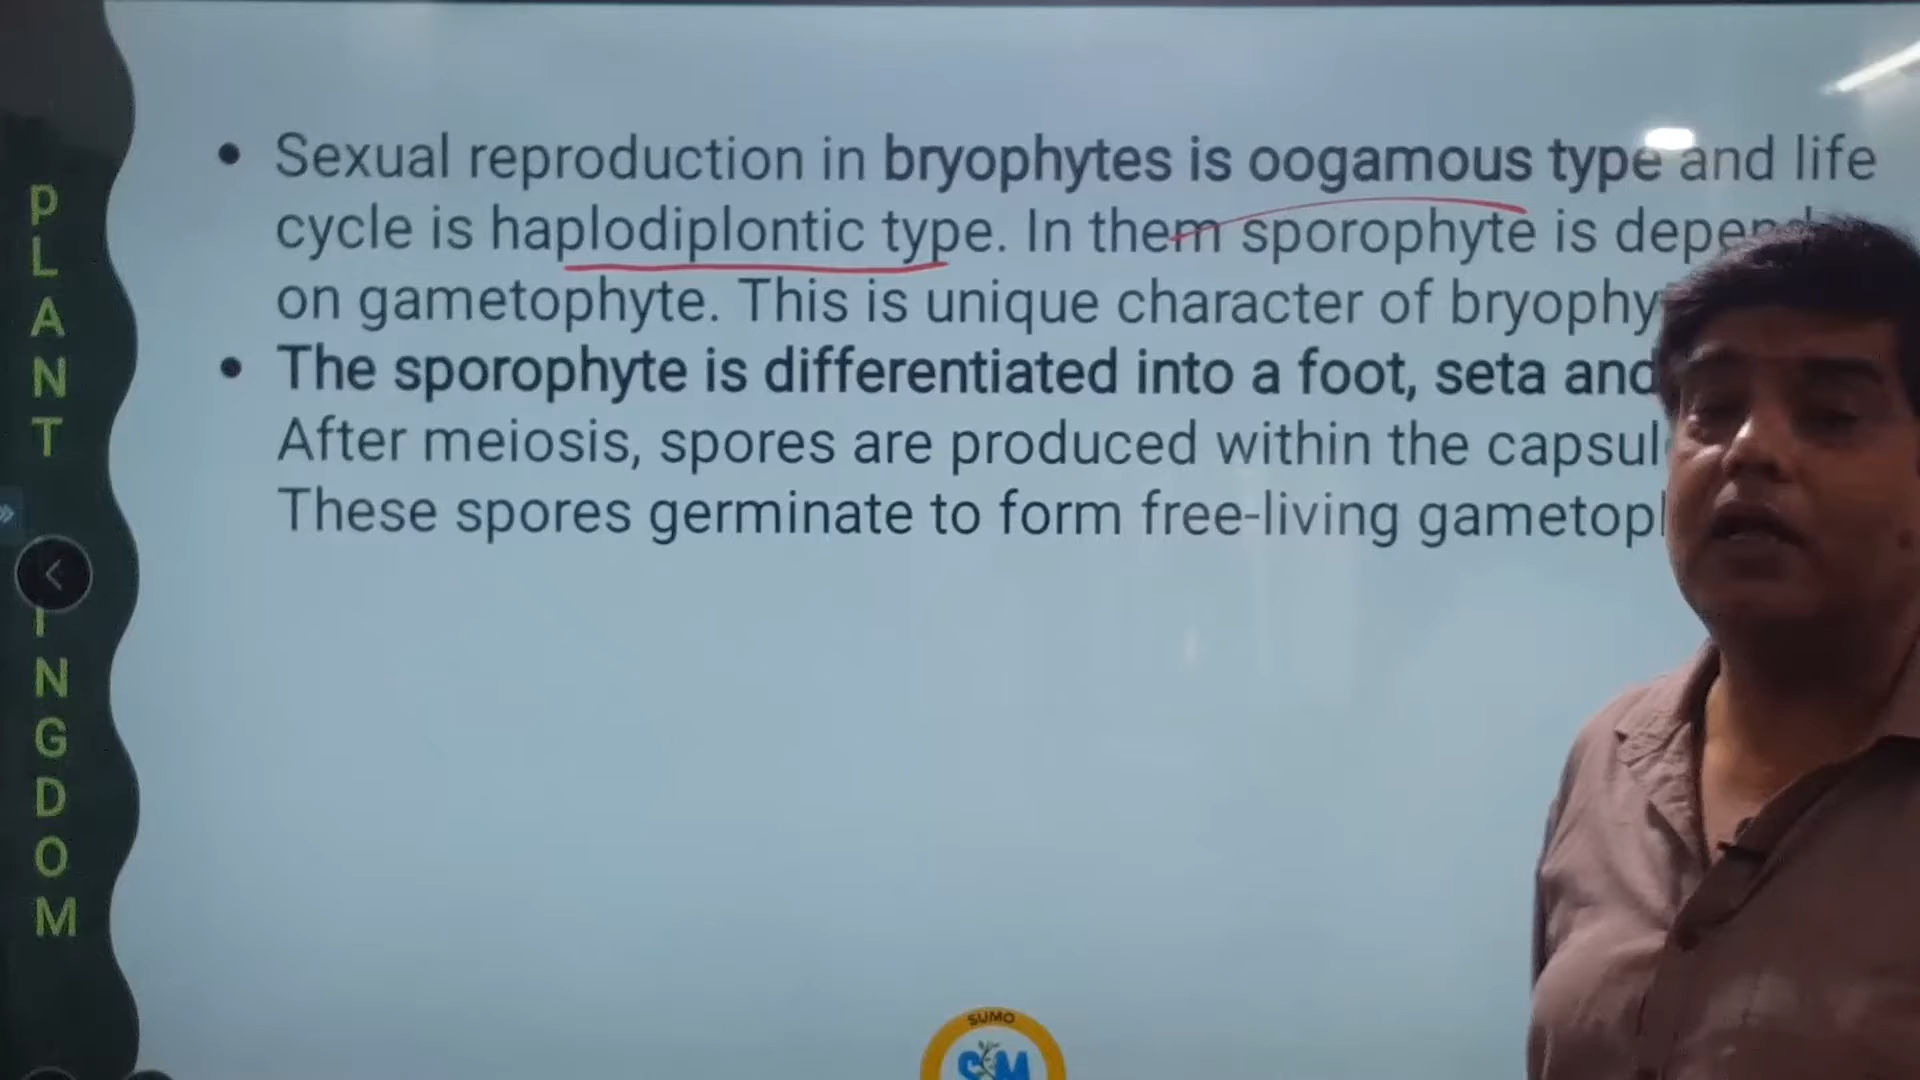 Sexual reproduction in bryophytes is oogamous type and life
cycle is haplodiplontic type. In them sporophyte is
on gametophyte. This is unique character of
The sporophyte is differentiated into a foot, seta and
After meiosis, spores are produced within the
These spores germinate to form free-living
PLANT
INGDOM
SUMO